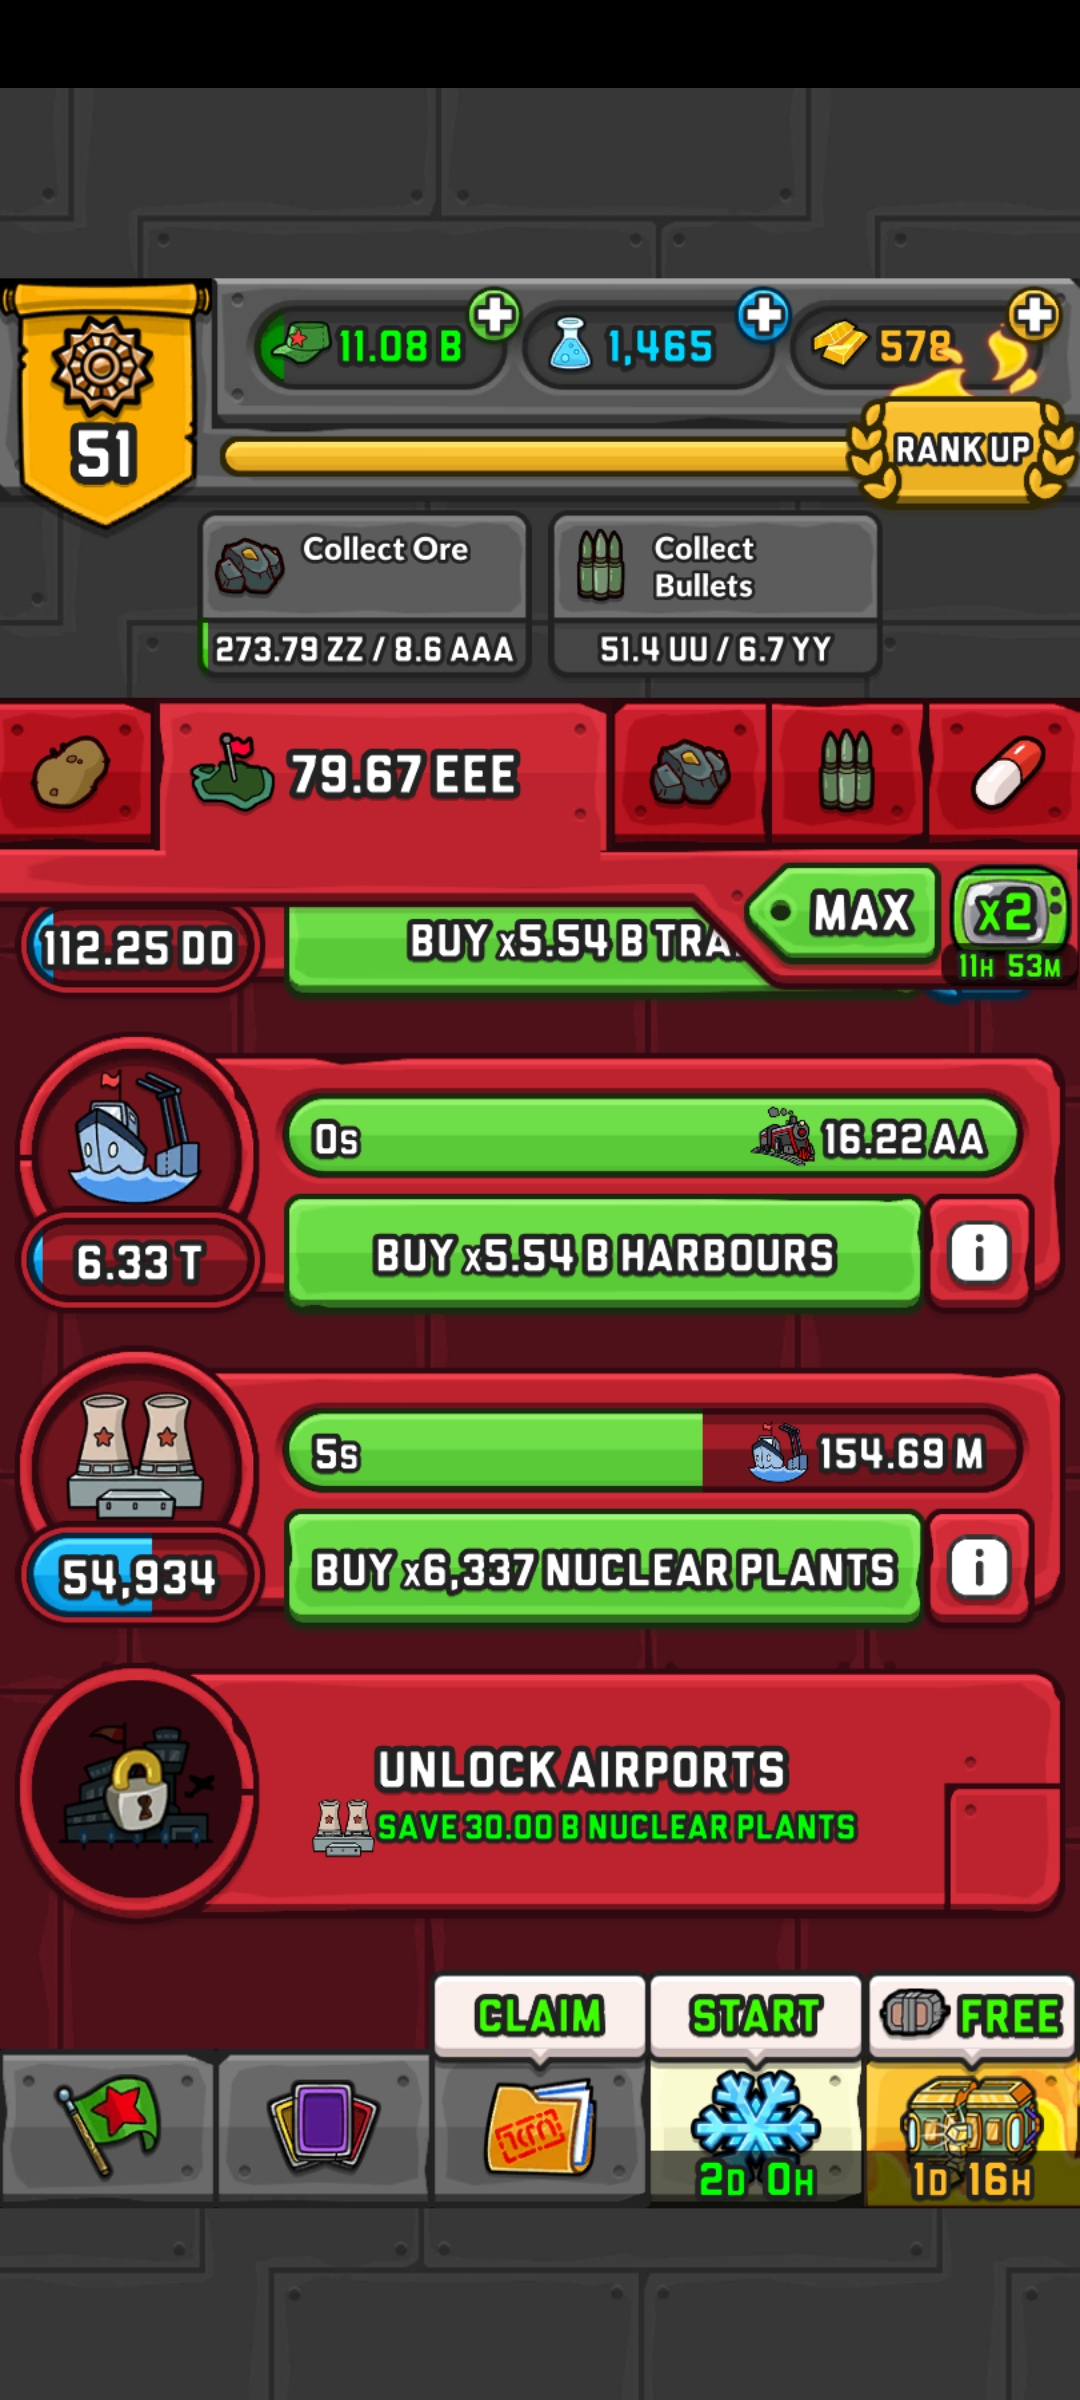 11.08 B
1,465
578
51
RANK UP
Collect Ore
Collect
Bullets
273.79 ZZ / 8.6 AAA
51.4 UU / 6.7 YY
79.67 EEE
MAX
x2
11H 53M
112.25 DD
BUY x5.54 B TRA
0s
16.22 AA
6.33 T
BUY x5.54 B HARBOURS
i
5s
154.69 M
54,934
BUY x6,337 NUCLEAR PLANTS
i
UNLOCK AIRPORTS
SAVE 30.00 B NUCLEAR PLANTS
CLAIM
START
FREE
2D 0H
1D 16H